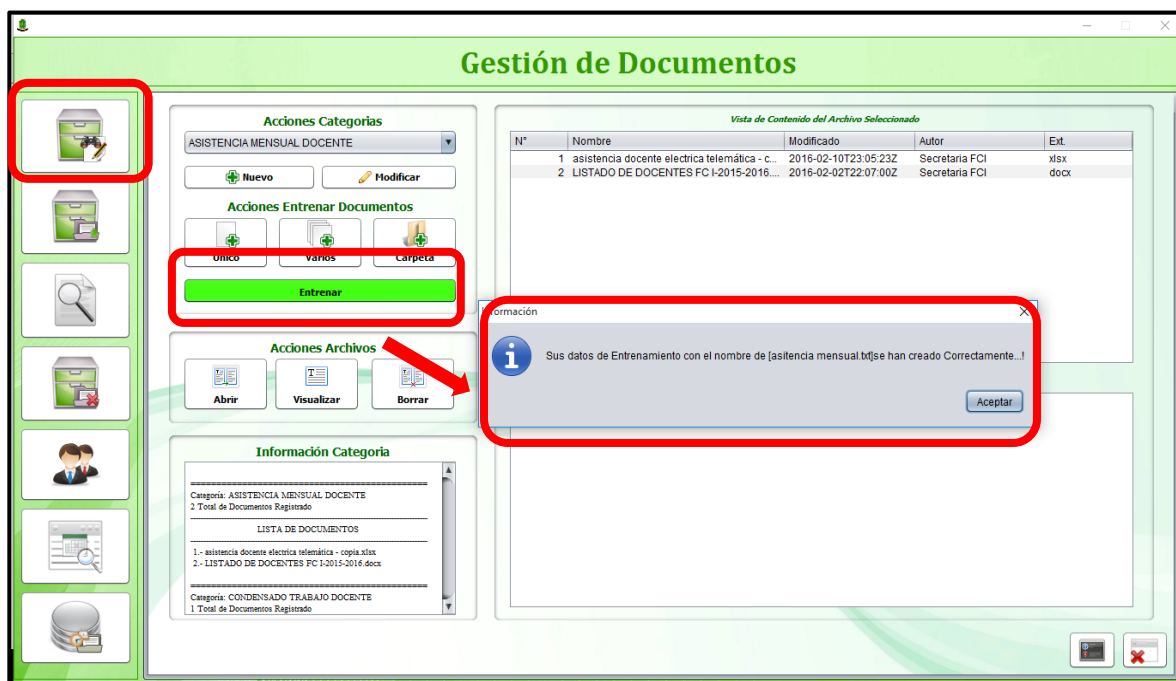 Gestión de Documentos
Acciones Categorias
ASISTENCIA MENSUAL DOCENTE
Nuevo
Modificar
Acciones Entrenar Documentos
Unico
Varios
Carpeta
Entrenar
Acciones Archivos
Abrir
Visualizar
Borrar
Información Categoria
Categoría: ASISTENCIA MENSUAL DOCENTE
2 Total de Documentos Registrado
LISTA DE DOCUMENTOS
1.- asistencia docente electrica telemática - copia.xlsx
2.- LISTADO DE DOCENTES FC I-2015-2016.docx
Categoría: CONDENSADO TRABAJO DOCENTE
1 Total de Documentos Registrado
Vista de Contenido del Archivo Seleccionado
N° Nombre Modificado Autor Ext.
1 asistencia docente electrica telemática - c... 2016-02-10T23:05:23Z Secretaria FCI xlsx
2 LISTADO DE DOCENTES FC I-2015-2016.... 2016-02-02T22:07:00Z Secretaria FCI docx
Información
Sus datos de Entrenamiento con el nombre de [asitencia mensual.txt]se han creado Correctamente...!
Aceptar